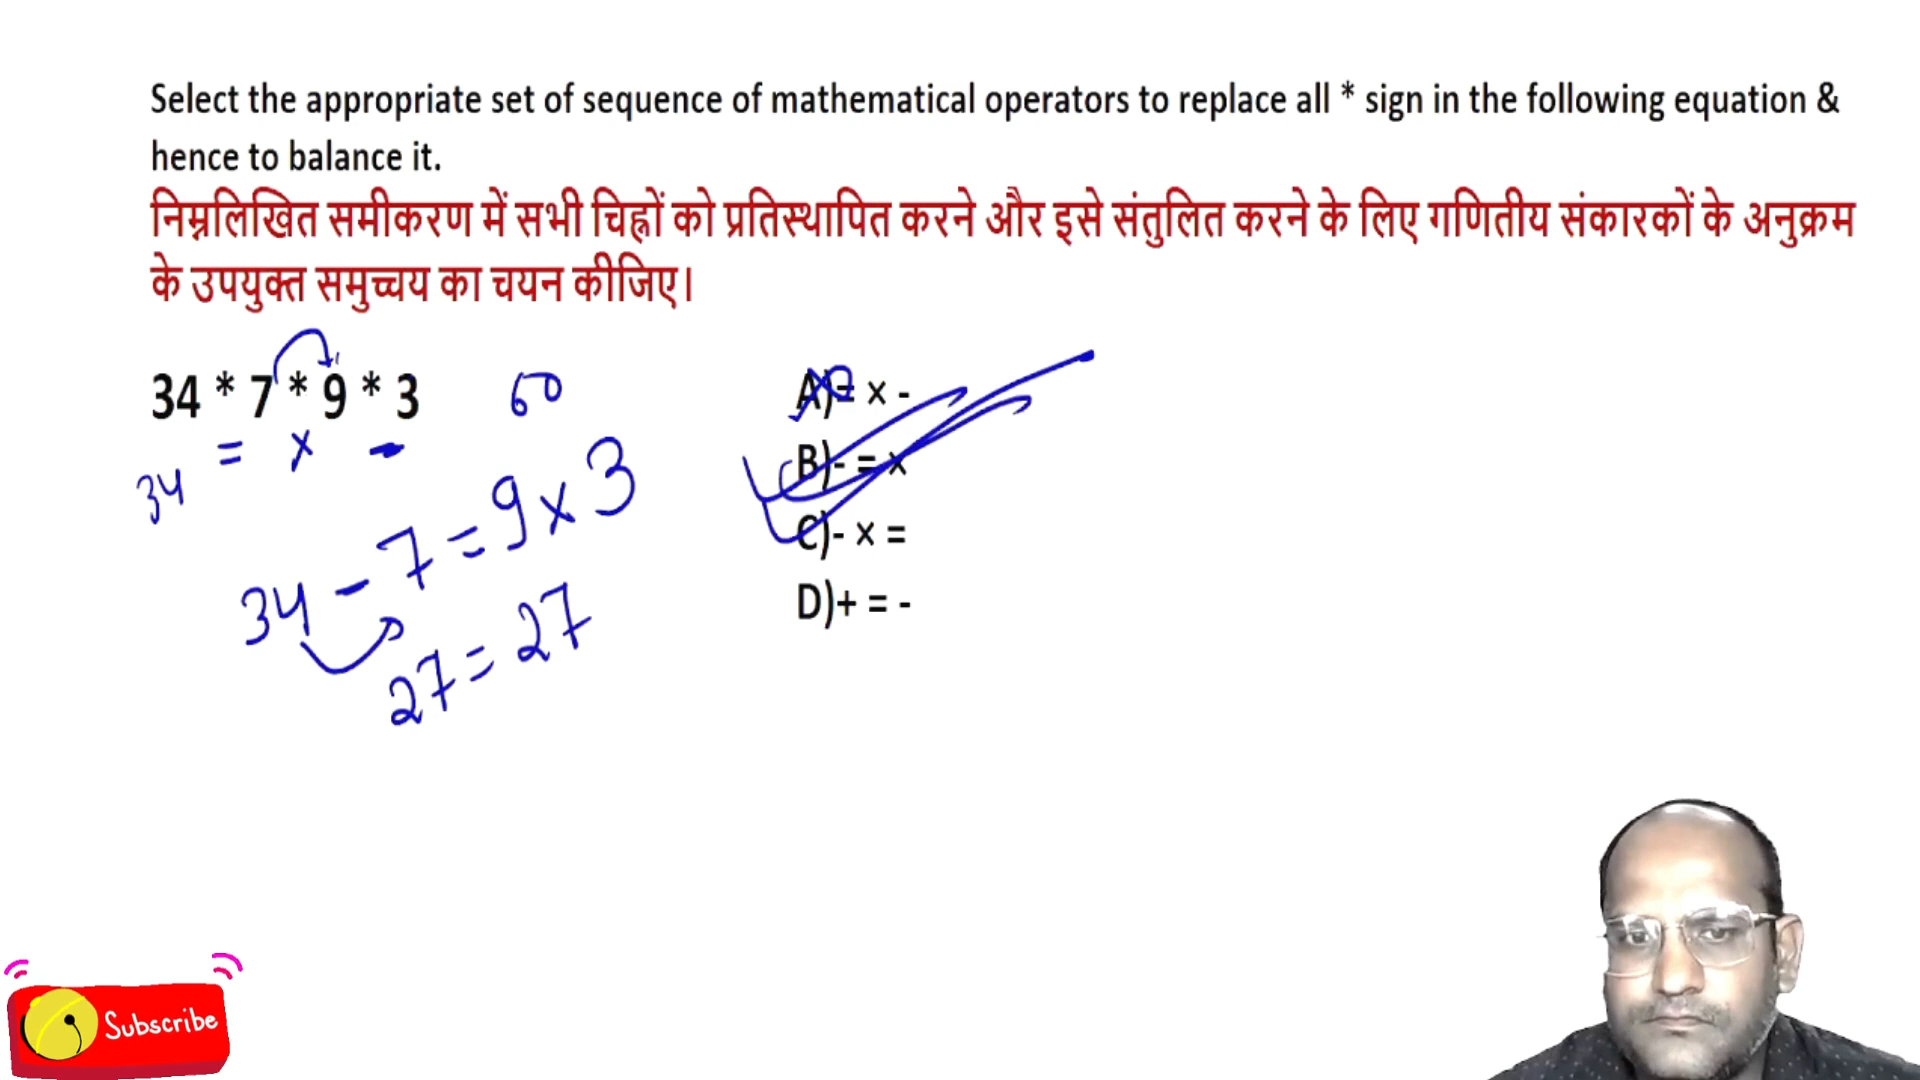 Select the appropriate set of sequence of mathematical operators to replace all * sign in the following equation &
hence to balance it.
निम्नलिखित समीकरण में सभी चिह्नों को प्रतिस्थापित करने और इसे संतुलित करने के लिए गणितीय संकारकों के अनुक्रम
के उपयुक्त समुच्चय का चयन कीजिए।
34 * 7 * 9 * 3
= × -
34
60
34 - 7 = 9 × 3
27 = 27
A)= × -
B)- = ×
C)- × =
D)+ = -
Subscribe